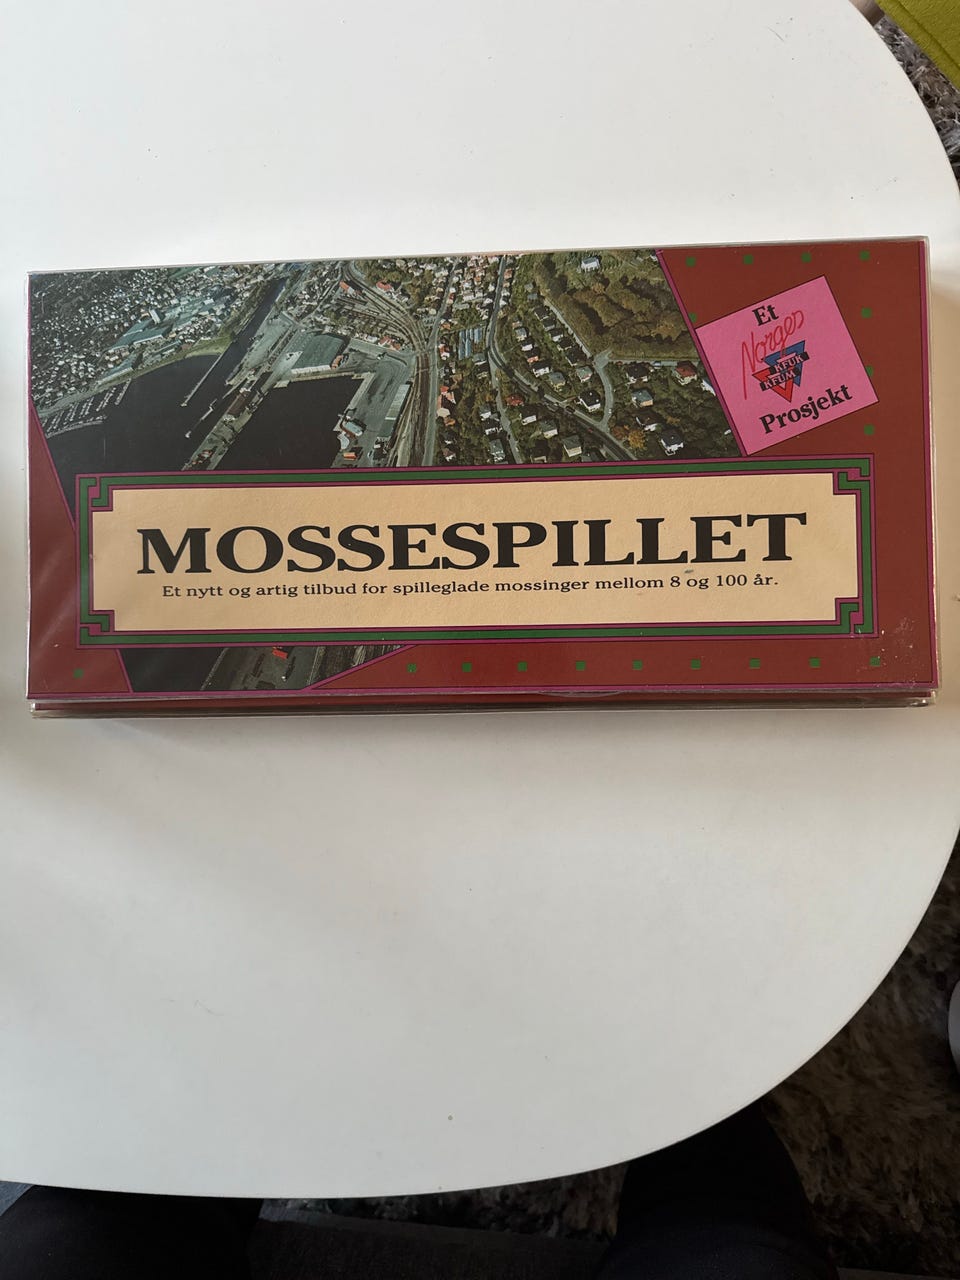 Et
Norges
KFUK
KFUM
Prosjekt
MOSSESPILLET
Et nytt og artig tilbud for spilleglade mossinger mellom 8 og 100 år.